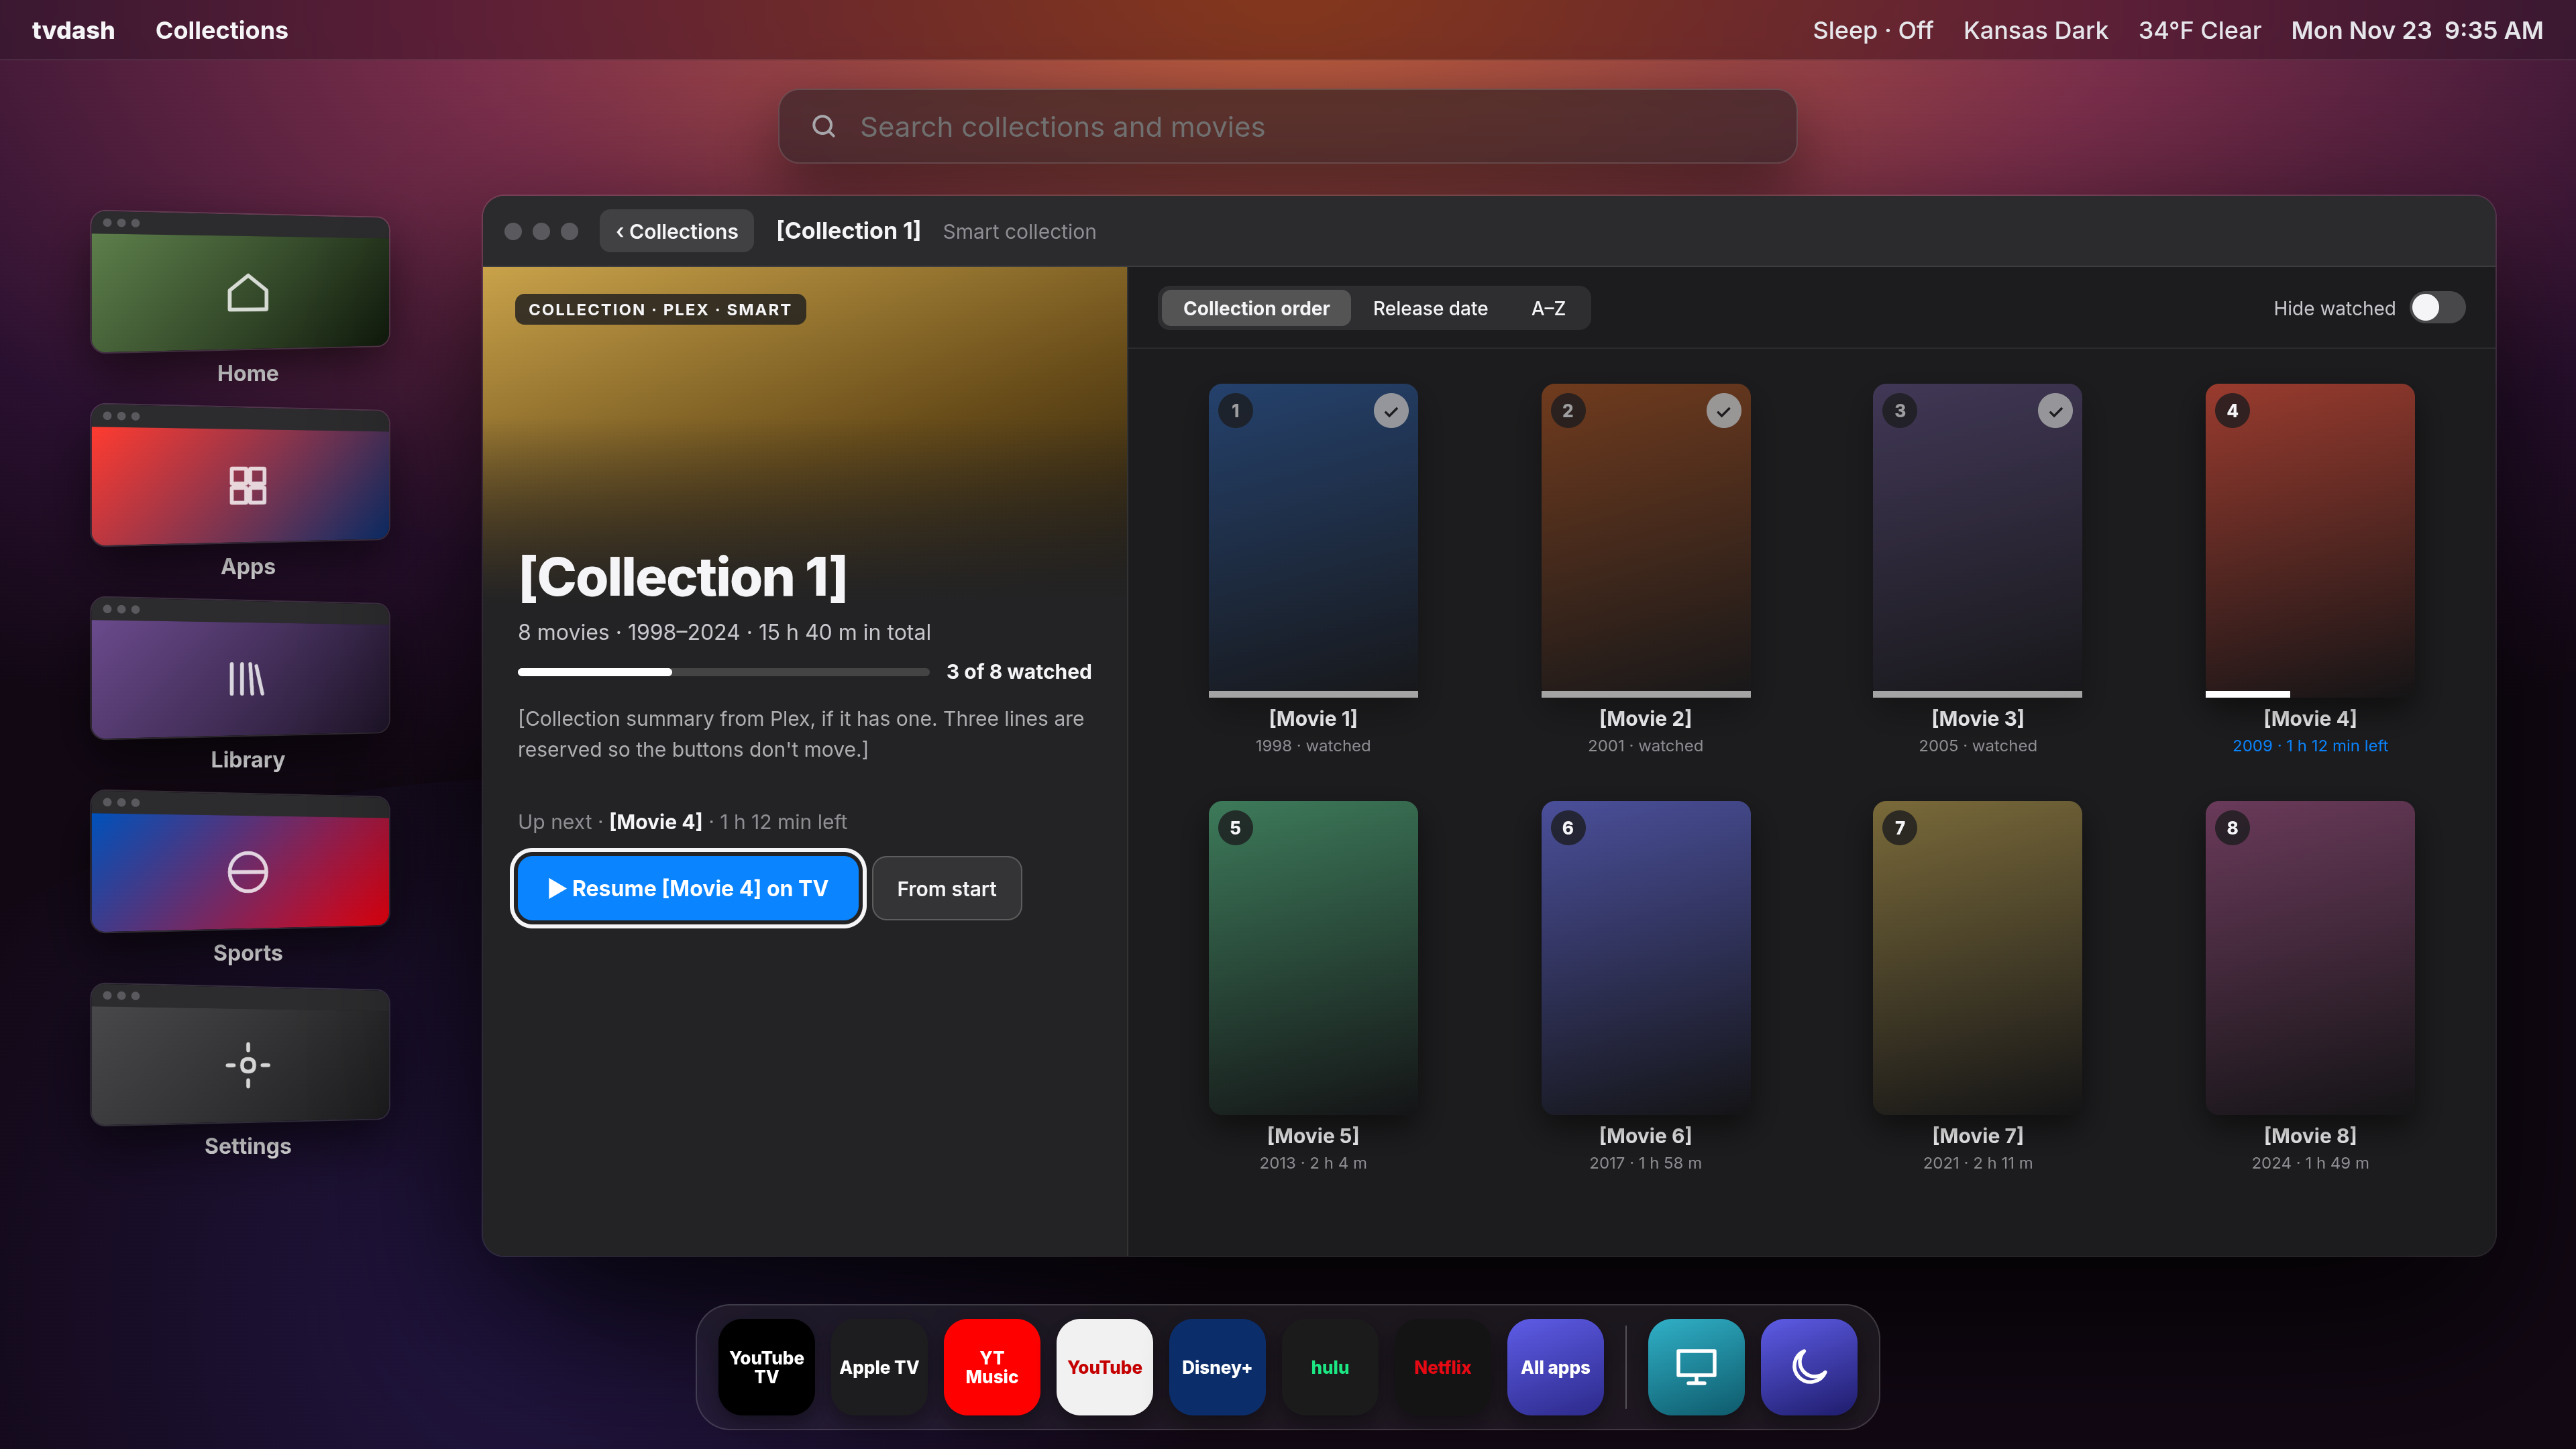 tvdash Collections Sleep · Off Kansas Dark 34°F Clear Mon Nov 23 9:35 AM
Search collections and movies
Home
Apps
Library
Sports
Settings
‹ Collections [Collection 1] Smart collection
COLLECTION · PLEX · SMART
[Collection 1]
8 movies · 1998–2024 · 15 h 40 m in total
3 of 8 watched
[Collection summary from Plex, if it has one. Three lines are
reserved so the buttons don't move.]
Up next · [Movie 4] · 1 h 12 min left
▶ Resume [Movie 4] on TV From start
Collection order Release date A–Z Hide watched
1 2 3 4
[Movie 1] [Movie 2] [Movie 3] [Movie 4]
1998 · watched 2001 · watched 2005 · watched 2009 · 1 h 12 min left
5 6 7 8
[Movie 5] [Movie 6] [Movie 7] [Movie 8]
2013 · 2 h 4 m 2017 · 1 h 58 m 2021 · 2 h 11 m 2024 · 1 h 49 m
YouTube
TV
Apple TV
YT
Music
YouTube
Disney+
hulu
Netflix
All apps